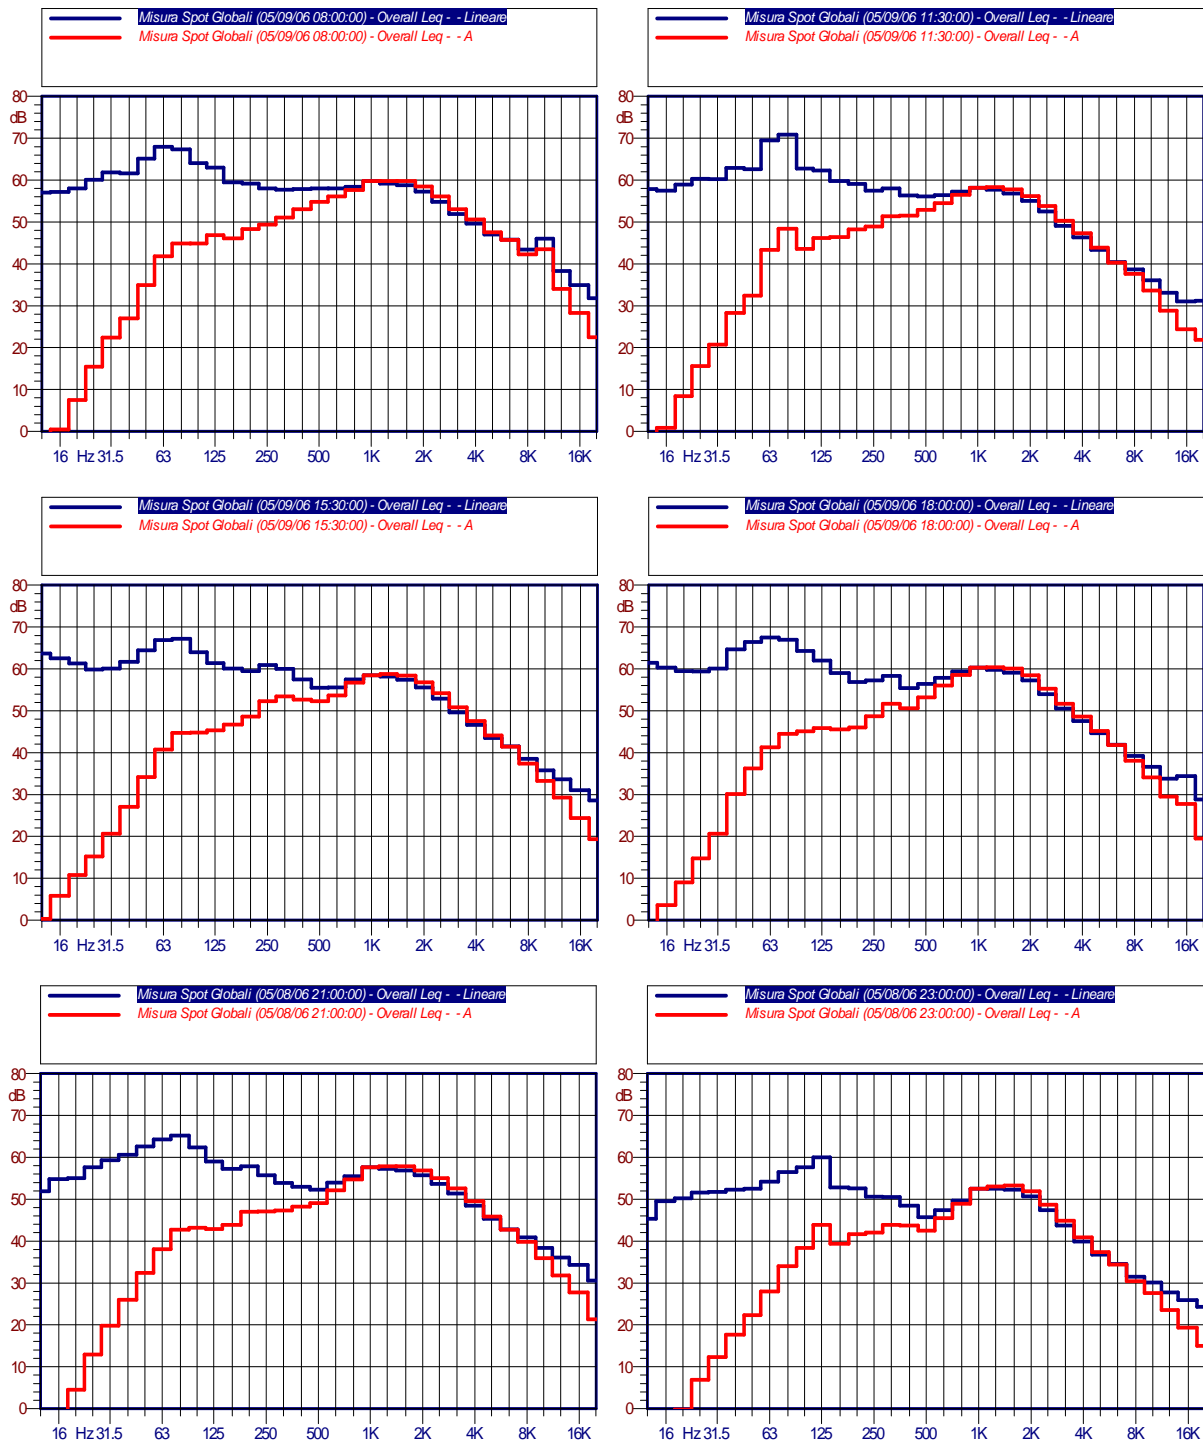 Misura Spot Globali (05/09/06 08:00:00) - Overall Leq - - Lineare
Misura Spot Globali (05/09/06 08:00:00) - Overall Leq - - A
80
dB
70
60
50
40
30
20
10
0
16 Hz 31.5 63 125 250 500 1K 2K 4K 8K 16K
Misura Spot Globali (05/09/06 11:30:00) - Overall Leq - - Lineare
Misura Spot Globali (05/09/06 11:30:00) - Overall Leq - - A
80
dB
70
60
50
40
30
20
10
0
16 Hz 31.5 63 125 250 500 1K 2K 4K 8K 16K
Misura Spot Globali (05/09/06 15:30:00) - Overall Leq - - Lineare
Misura Spot Globali (05/09/06 15:30:00) - Overall Leq - - A
80
dB
70
60
50
40
30
20
10
0
16 Hz 31.5 63 125 250 500 1K 2K 4K 8K 16K
Misura Spot Globali (05/09/06 18:00:00) - Overall Leq - - Lineare
Misura Spot Globali (05/09/06 18:00:00) - Overall Leq - - A
80
dB
70
60
50
40
30
20
10
0
16 Hz 31.5 63 125 250 500 1K 2K 4K 8K 16K
Misura Spot Globali (05/08/06 21:00:00) - Overall Leq - - Lineare
Misura Spot Globali (05/08/06 21:00:00) - Overall Leq - - A
80
dB
70
60
50
40
30
20
10
0
16 Hz 31.5 63 125 250 500 1K 2K 4K 8K 16K
Misura Spot Globali (05/08/06 23:00:00) - Overall Leq - - Lineare
Misura Spot Globali (05/08/06 23:00:00) - Overall Leq - - A
80
dB
70
60
50
40
30
20
10
0
16 Hz 31.5 63 125 250 500 1K 2K 4K 8K 16K